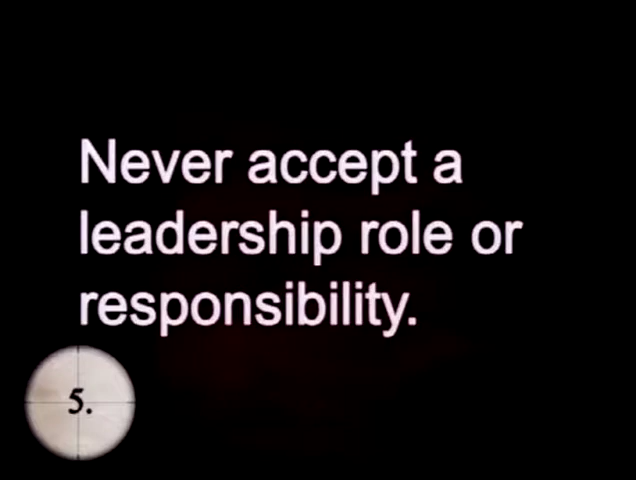 Never accept a
leadership role or
responsibility.
5.